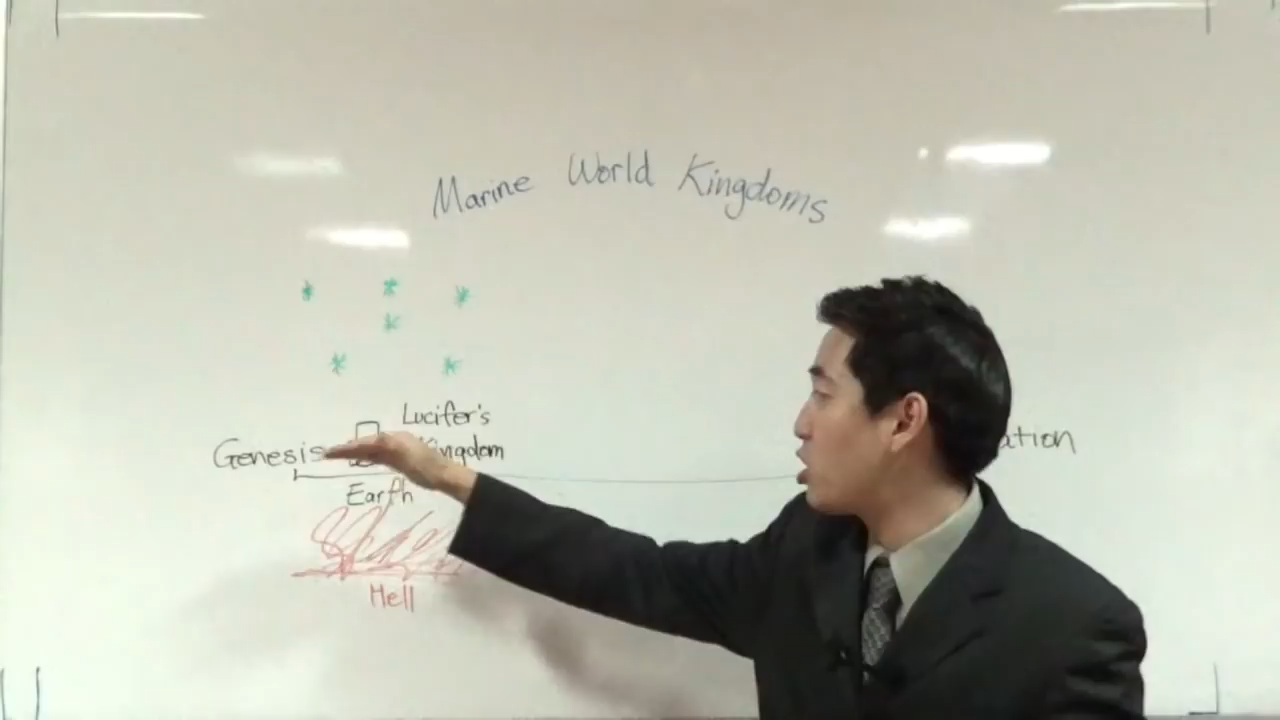 Marine World Kingdoms
Lucifer's
Genesis Kingdom
ation
Earth
Hell